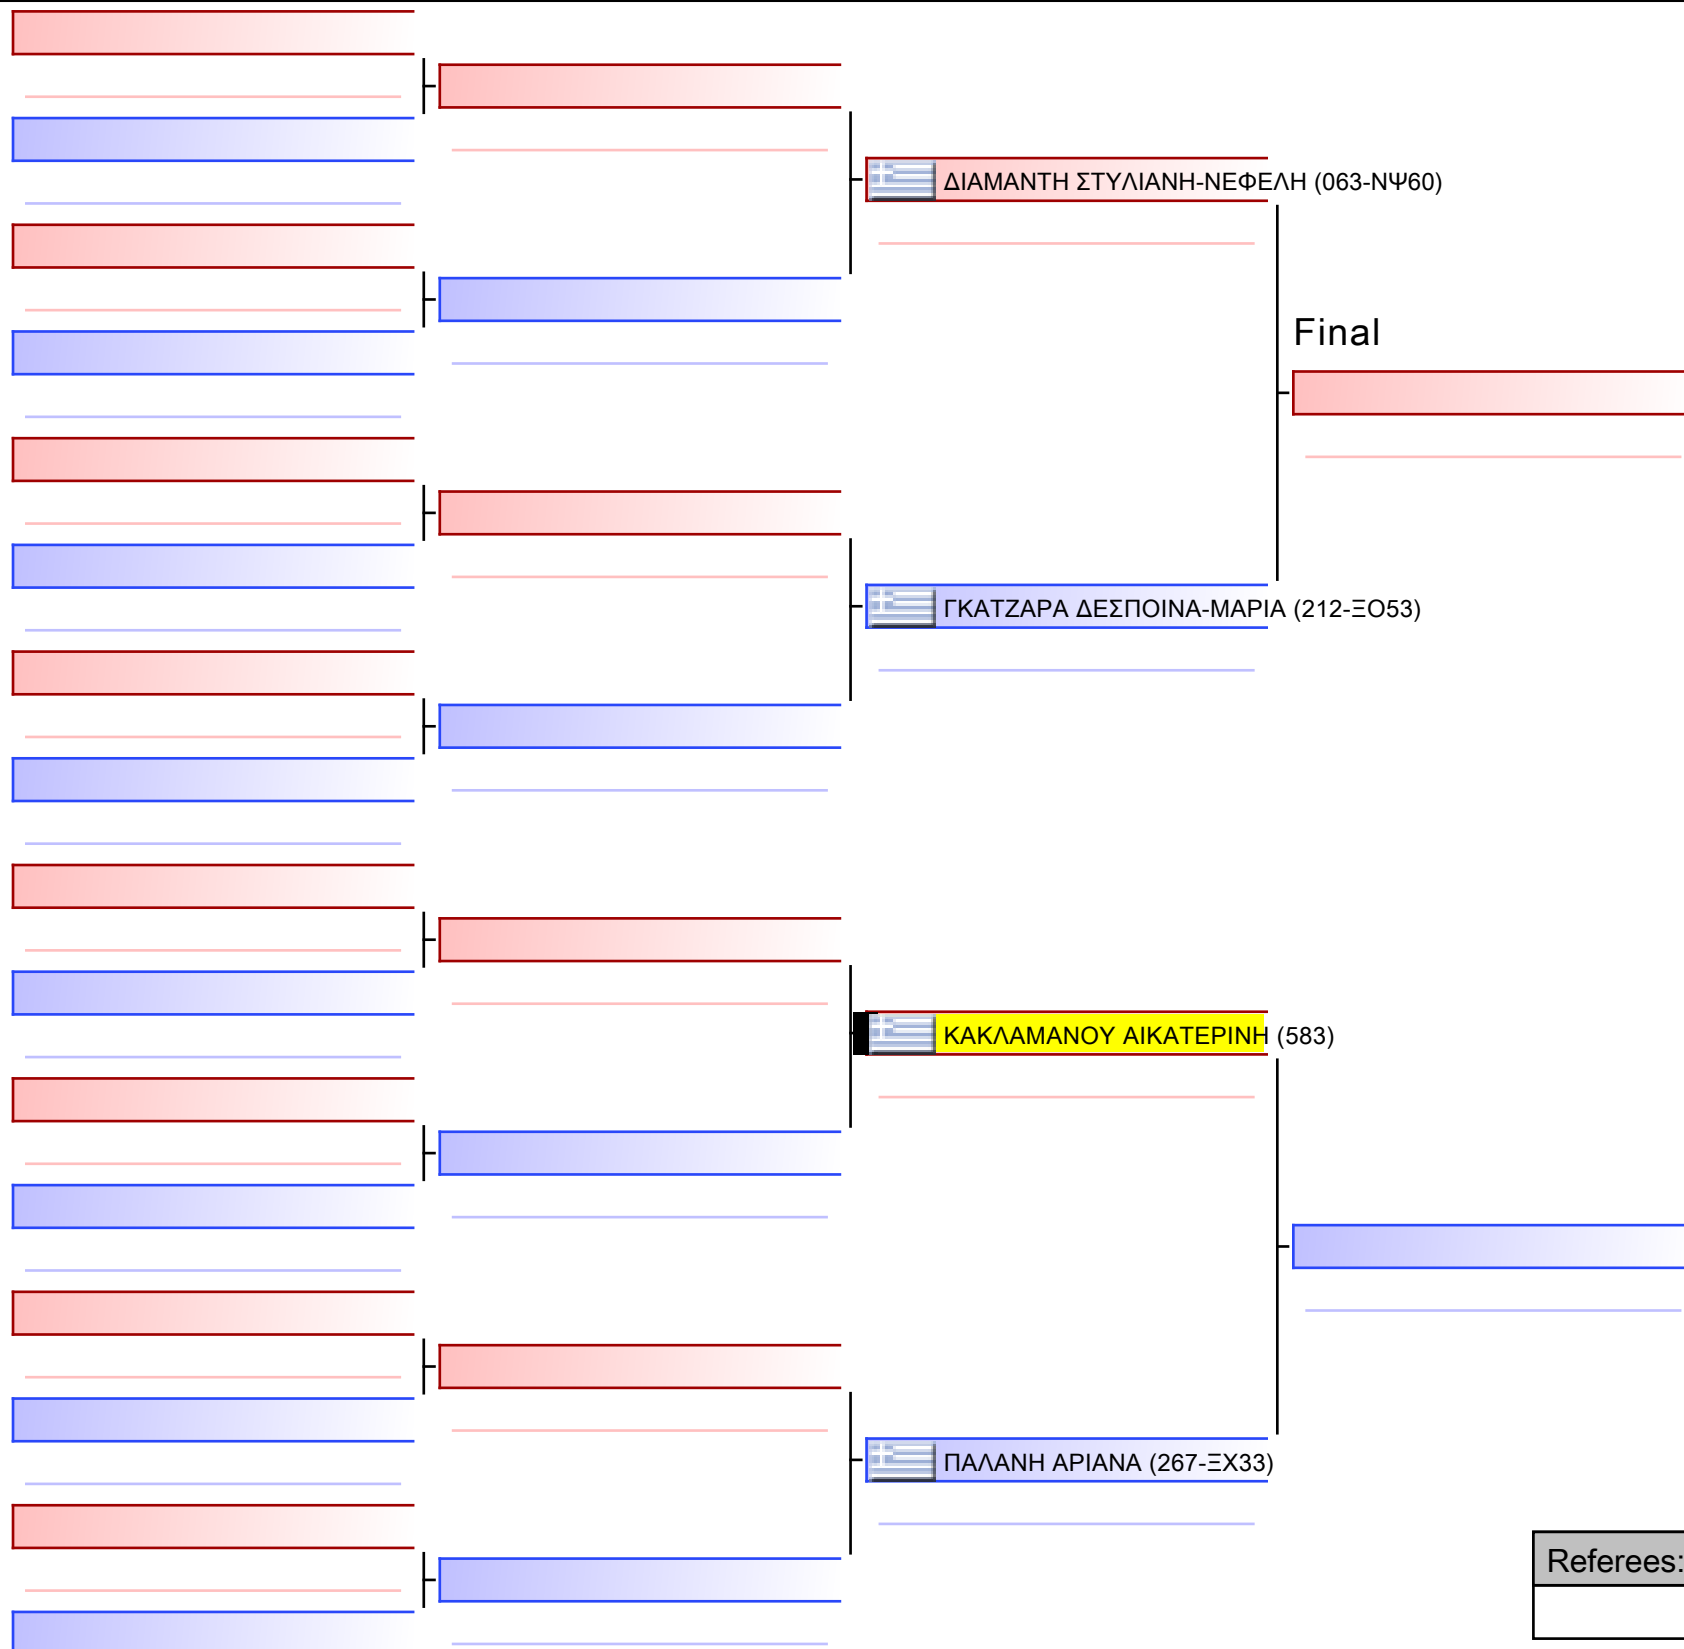 ΔΙΑΜΑΝΤΗ ΣΤΥΛΙΑΝΗ-ΝΕΦΕΛΗ (063-ΝΨ60)
Final
ΓΚΑΤΖΑΡΑ ΔΕΣΠΟΙΝΑ-ΜΑΡΙΑ (212-ΞΟ53)
ΚΑΚΛΑΜΑΝΟΥ ΑΙΚΑΤΕΡΙΝΗ (583)
ΠΑΛΑΝΗ ΑΡΙΑΝΑ (267-ΞΧ33)
Referees: